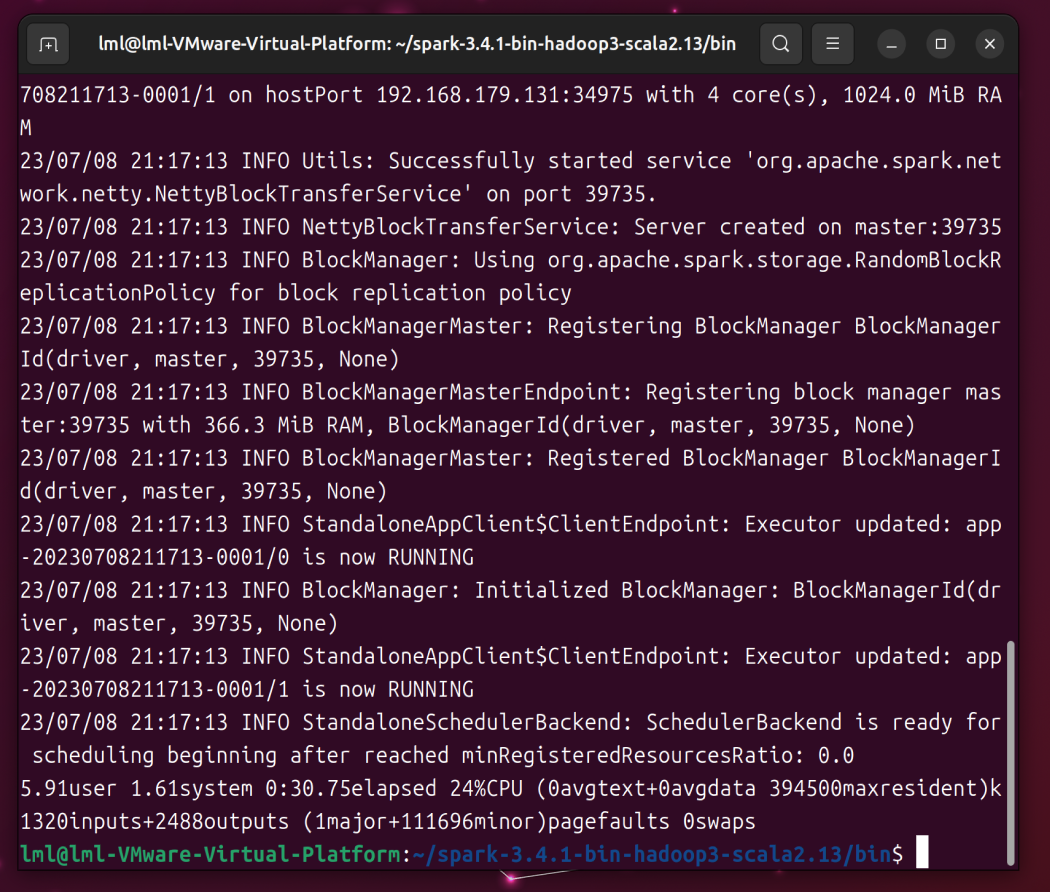 lml@lml-VMware-Virtual-Platform: ~/spark-3.4.1-bin-hadoop3-scala2.13/bin
708211713-0001/1 on hostPort 192.168.179.131:34975 with 4 core(s), 1024.0 MiB RA
M
23/07/08 21:17:13 INFO Utils: Successfully started service 'org.apache.spark.net
work.netty.NettyBlockTransferService' on port 39735.
23/07/08 21:17:13 INFO NettyBlockTransferService: Server created on master:39735
23/07/08 21:17:13 INFO BlockManager: Using org.apache.spark.storage.RandomBlockR
eplicationPolicy for block replication policy
23/07/08 21:17:13 INFO BlockManagerMaster: Registering BlockManager BlockManager
Id(driver, master, 39735, None)
23/07/08 21:17:13 INFO BlockManagerMasterEndpoint: Registering block manager mas
ter:39735 with 366.3 MiB RAM, BlockManagerId(driver, master, 39735, None)
23/07/08 21:17:13 INFO BlockManagerMaster: Registered BlockManager BlockManagerI
d(driver, master, 39735, None)
23/07/08 21:17:13 INFO StandaloneAppClient$ClientEndpoint: Executor updated: app
-20230708211713-0001/0 is now RUNNING
23/07/08 21:17:13 INFO BlockManager: Initialized BlockManager: BlockManagerId(dr
iver, master, 39735, None)
23/07/08 21:17:13 INFO StandaloneAppClient$ClientEndpoint: Executor updated: app
-20230708211713-0001/1 is now RUNNING
23/07/08 21:17:13 INFO StandaloneSchedulerBackend: SchedulerBackend is ready for
 scheduling beginning after reached minRegisteredResourcesRatio: 0.0
5.91user 1.61system 0:30.75elapsed 24%CPU (0avgtext+0avgdata 394500maxresident)k
1320inputs+2488outputs (1major+111696minor)pagefaults 0swaps
lml@lml-VMware-Virtual-Platform:~/spark-3.4.1-bin-hadoop3-scala2.13/bin$